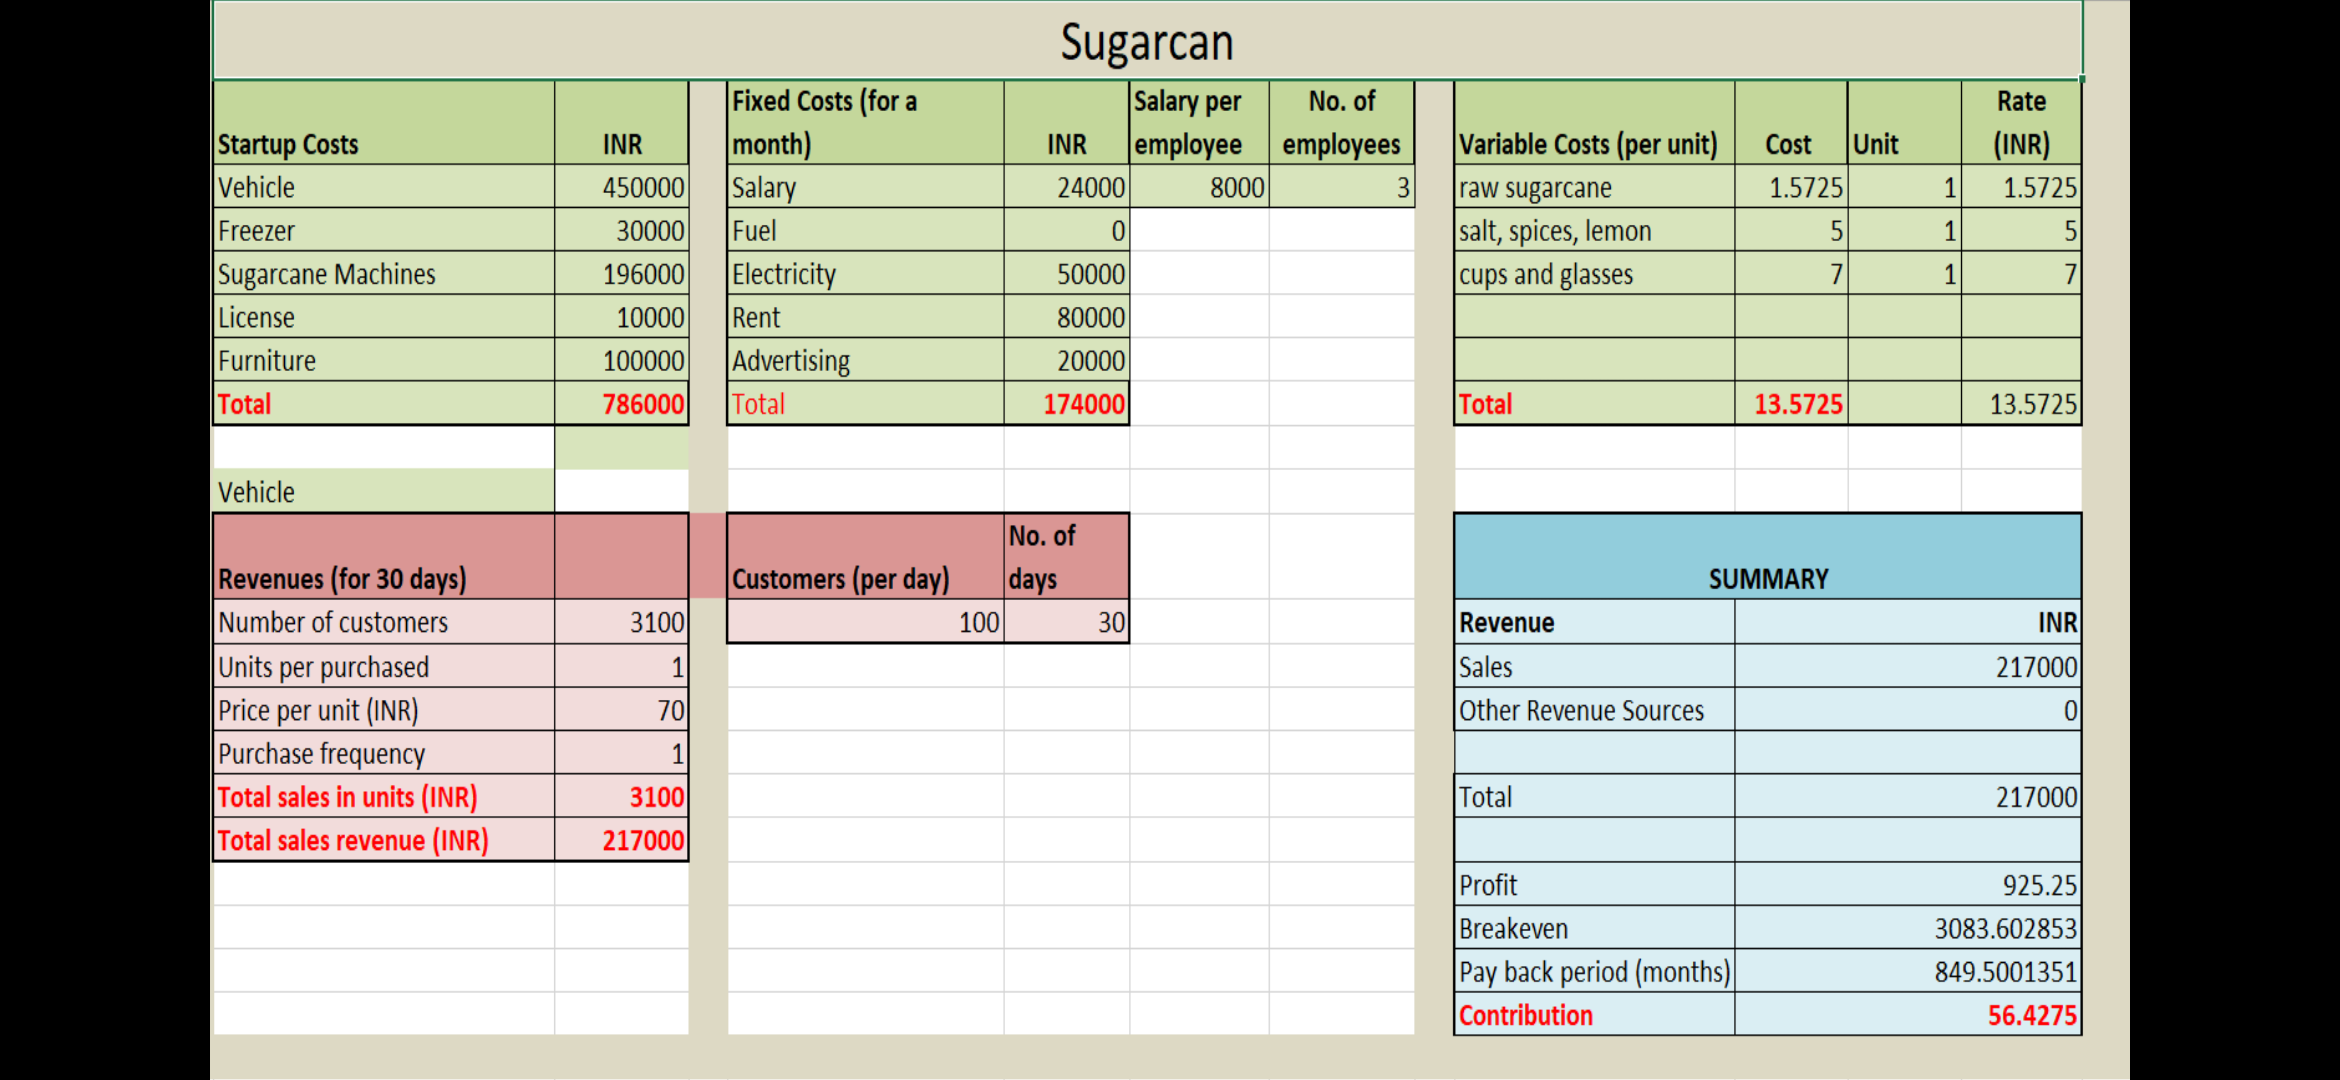 Sugarcan
Startup Costs INR
Vehicle 450000
Freezer 30000
Sugarcane Machines 196000
License 10000
Furniture 100000
Total 786000
Vehicle
Fixed Costs (for a month) INR Salary per employee No. of employees
Salary 24000 8000 3
Fuel 0
Electricity 50000
Rent 80000
Advertising 20000
Total 174000
Variable Costs (per unit) Cost Unit Rate (INR)
raw sugarcane 1.5725 1 1.5725
salt, spices, lemon 5 1 5
cups and glasses 7 1 7
Total 13.5725 13.5725
Revenues (for 30 days)
Number of customers 3100
Units per purchased 1
Price per unit (INR) 70
Purchase frequency 1
Total sales in units (INR) 3100
Total sales revenue (INR) 217000
Customers (per day) No. of days
100 30
SUMMARY
Revenue INR
Sales 217000
Other Revenue Sources 0
Total 217000
Profit 925.25
Breakeven 3083.602853
Pay back period (months) 849.5001351
Contribution 56.4275